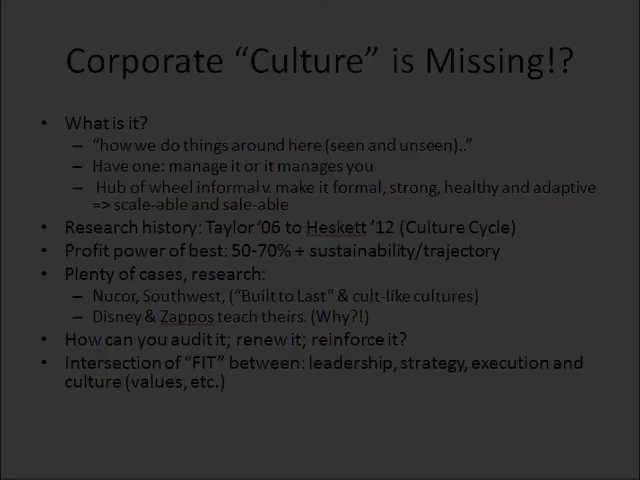 Corporate “Culture” is Missing!?
• What is it?
– “how we do things around here (seen and unseen)..”
– Have one: manage it or it manages you
– Hub of wheel informal v. make it formal, strong, healthy and adaptive
=> scale-able and sale-able
• Research history: Taylor ‘06 to Heskett ’12 (Culture Cycle)
• Profit power of best: 50-70% + sustainability/trajectory
• Plenty of cases, research:
– Nucor, Southwest, (“Built to Last” & cult-like cultures)
– Disney & Zappos teach theirs. (Why?!)
• How can you audit it; renew it; reinforce it?
• Intersection of “FIT” between: leadership, strategy, execution and
culture (values, etc.)